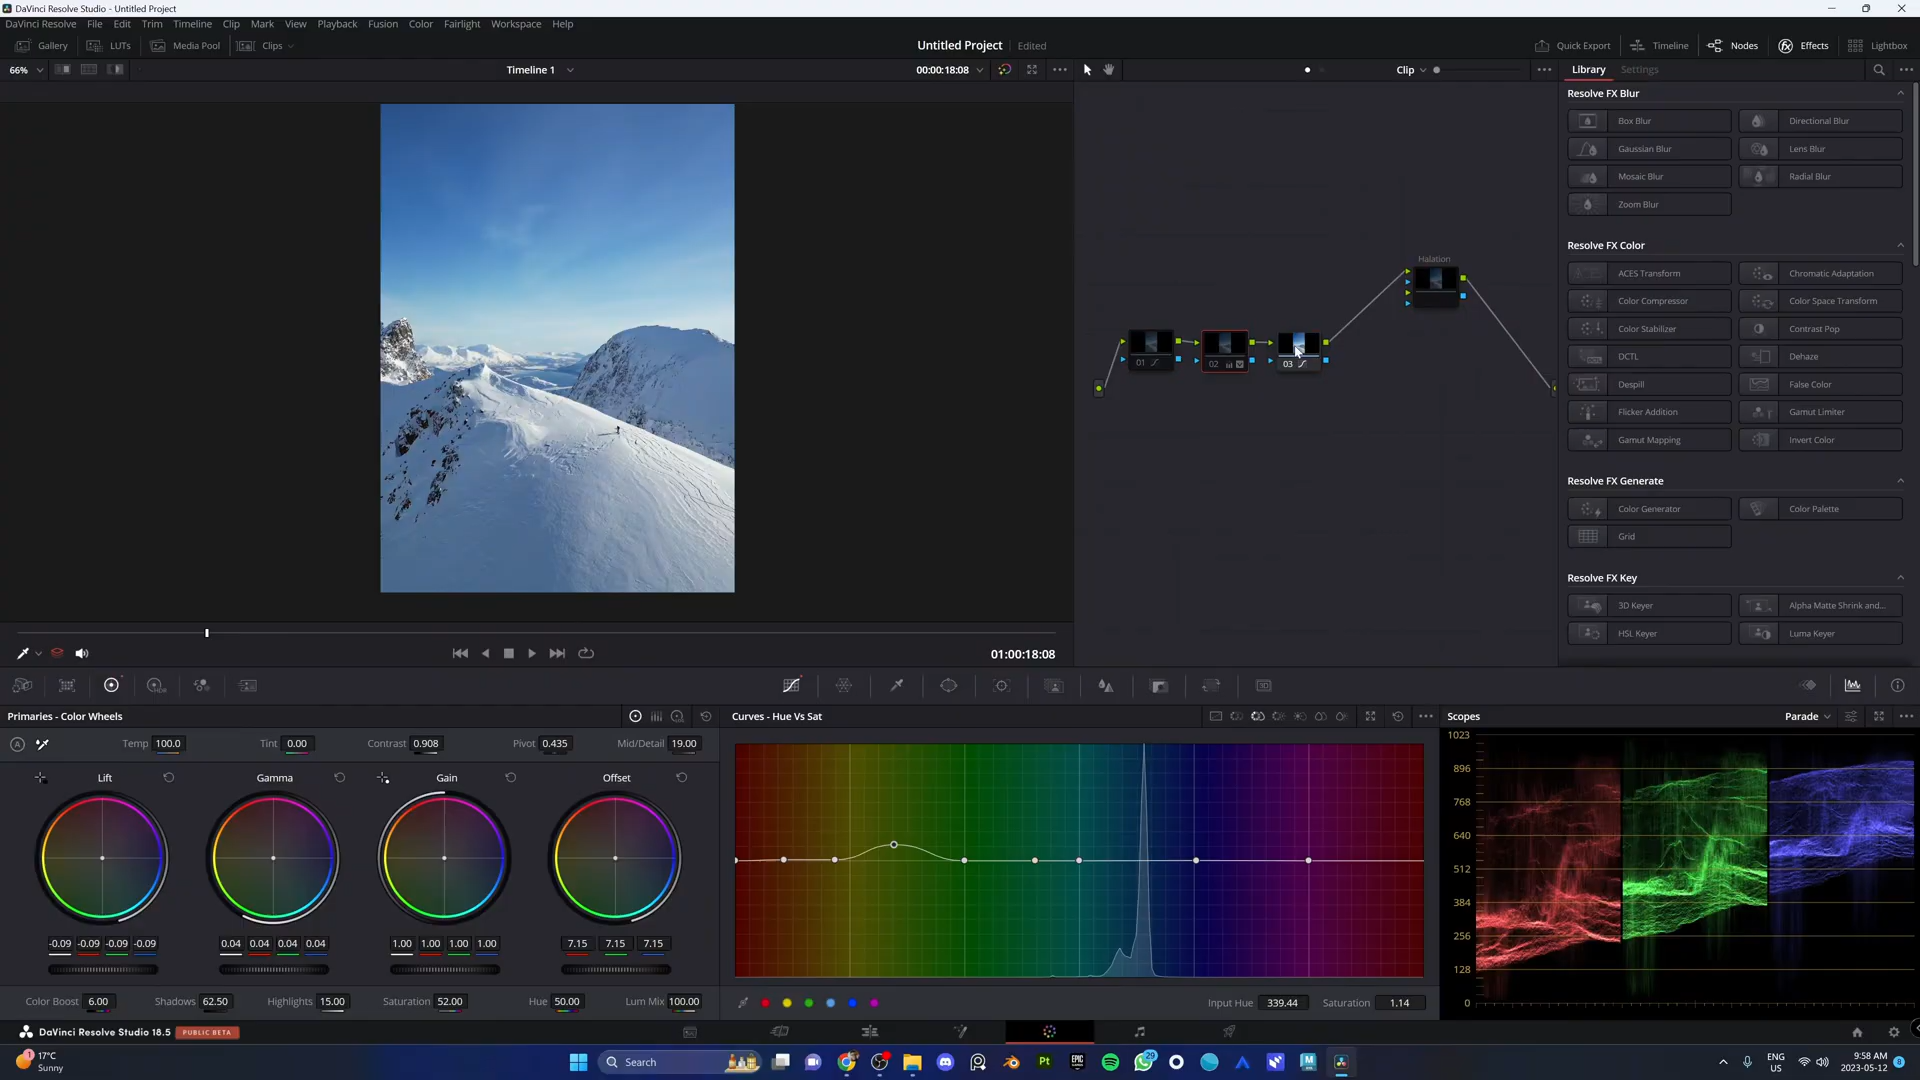 DaVinci Resolve Studio - Untitled Project
DaVinci Resolve File Edit Trim Timeline Clip Mark View Playback Fusion Color Fairlight Workspace Help
Gallery LUTs Media Pool Clips Untitled Project Edited Quick Export Timeline Nodes Effects Lightbox
66% Timeline 1 00:00:18:08 Clip Library Settings
Resolve FX Blur
Box Blur Directional Blur
Gaussian Blur Lens Blur
Mosaic Blur Radial Blur
Zoom Blur
Resolve FX Color
Halation
ACES Transform Chromatic Adaptation
Color Compressor Color Space Transform
Color Stabilizer Contrast Pop
DCTL Dehaze
01 02 03
Despill False Color
Flicker Addition Gamut Limiter
Gamut Mapping Invert Color
Resolve FX Generate
Color Generator Color Palette
Grid
Resolve FX Key
3D Keyer Alpha Matte Shrink and...
HSL Keyer Luma Keyer
01:00:18:08
Primaries - Color Wheels Curves - Hue Vs Sat Scopes Parade
Temp 100.0 Tint 0.00 Contrast 0.908 Pivot 0.435 Mid/Detail 19.00
Lift Gamma Gain Offset
-0.09 -0.09 -0.09 -0.09 0.04 0.04 0.04 0.04 1.00 1.00 1.00 1.00 7.15 7.15 7.15
Color Boost 6.00 Shadows 62.50 Highlights 15.00 Saturation 52.00 Hue 50.00 Lum Mix 100.00
Input Hue 339.44 Saturation 1.14
1023
896
768
640
512
384
256
128
0
DaVinci Resolve Studio 18.5 PUBLIC BETA
1
17°C
Sunny
Search
Pt
EPIC
29
M
ENG
US
9:58 AM
2023-05-12
8